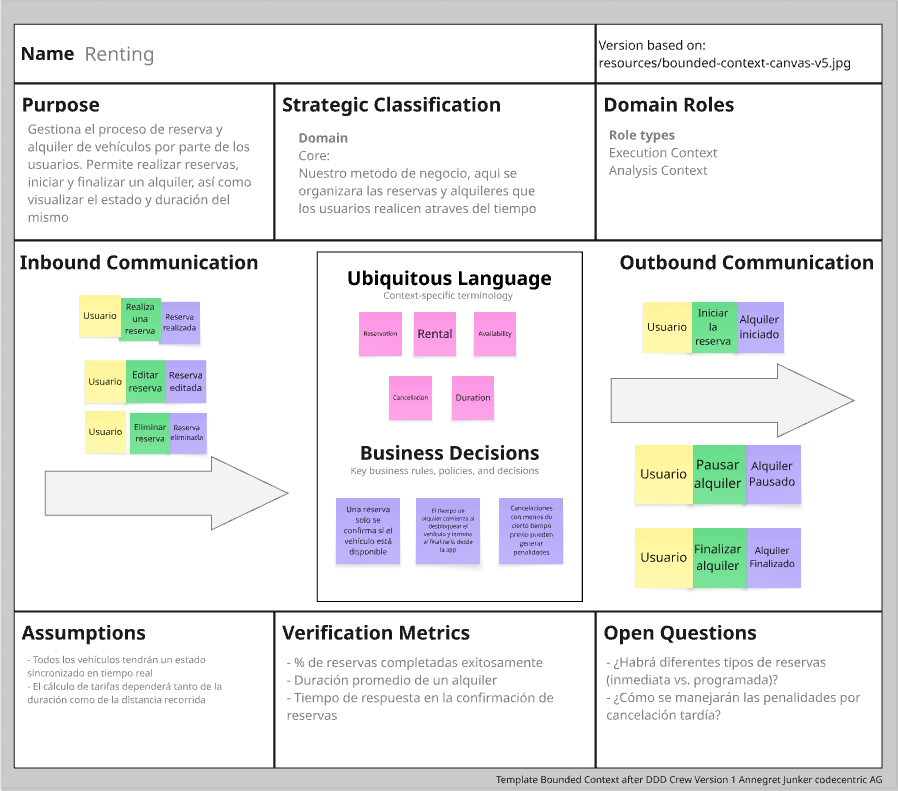 Name Renting
Version based on:
resources/bounded-context-canvas-v5.jpg
Purpose
Gestiona el proceso de reserva y
alquiler de vehículos por parte de los
usuarios. Permite realizar reservas,
iniciar y finalizar un alquiler, así como
visualizar el estado y duración del
mismo
Strategic Classification
Domain
Core:
Nuestro metodo de negocio, aqui se
organizara las reservas y alquileres que
los usuarios realicen atraves del tiempo
Domain Roles
Role types
Execution Context
Analysis Context
Inbound Communication
Usuario
Realiza
una
reserva
Reserva
realizada
Usuario
Editar
reserva
Reserva
editada
Usuario
Eliminar
reserva
Reserva
eliminada
Ubiquitous Language
Context-specific terminology
Reservation
Rental
Availability
Cancellation
Duration
Business Decisions
Key business rules, policies, and decisions
Una reserva
solo se
confirma si el
vehículo está
disponible
El tiempo de
alquiler comienza al
desbloquear el
vehículo y termina
al finalizarlo desde
la app
Cancelaciones
con menos de
cierto tiempo
previo pueden
generar
penalidades
Outbound Communication
Usuario
Iniciar
la
reserva
Alquiler
iniciado
Usuario
Pausar
alquiler
Alquiler
Pausado
Usuario
Finalizar
alquiler
Alquiler
Finalizado
Assumptions
- Todos los vehículos tendrán un estado
sincronizado en tiempo real
- El cálculo de tarifas dependerá tanto de la
duración como de la distancia recorrida
Verification Metrics
- % de reservas completadas exitosamente
- Duración promedio de un alquiler
- Tiempo de respuesta en la confirmación de
reservas
Open Questions
- ¿Habrá diferentes tipos de reservas
(inmediata vs. programada)?
- ¿Cómo se manejarán las penalidades por
cancelación tardía?
Template Bounded Context after DDD Crew Version 1 Annegret Junker codecentric AG